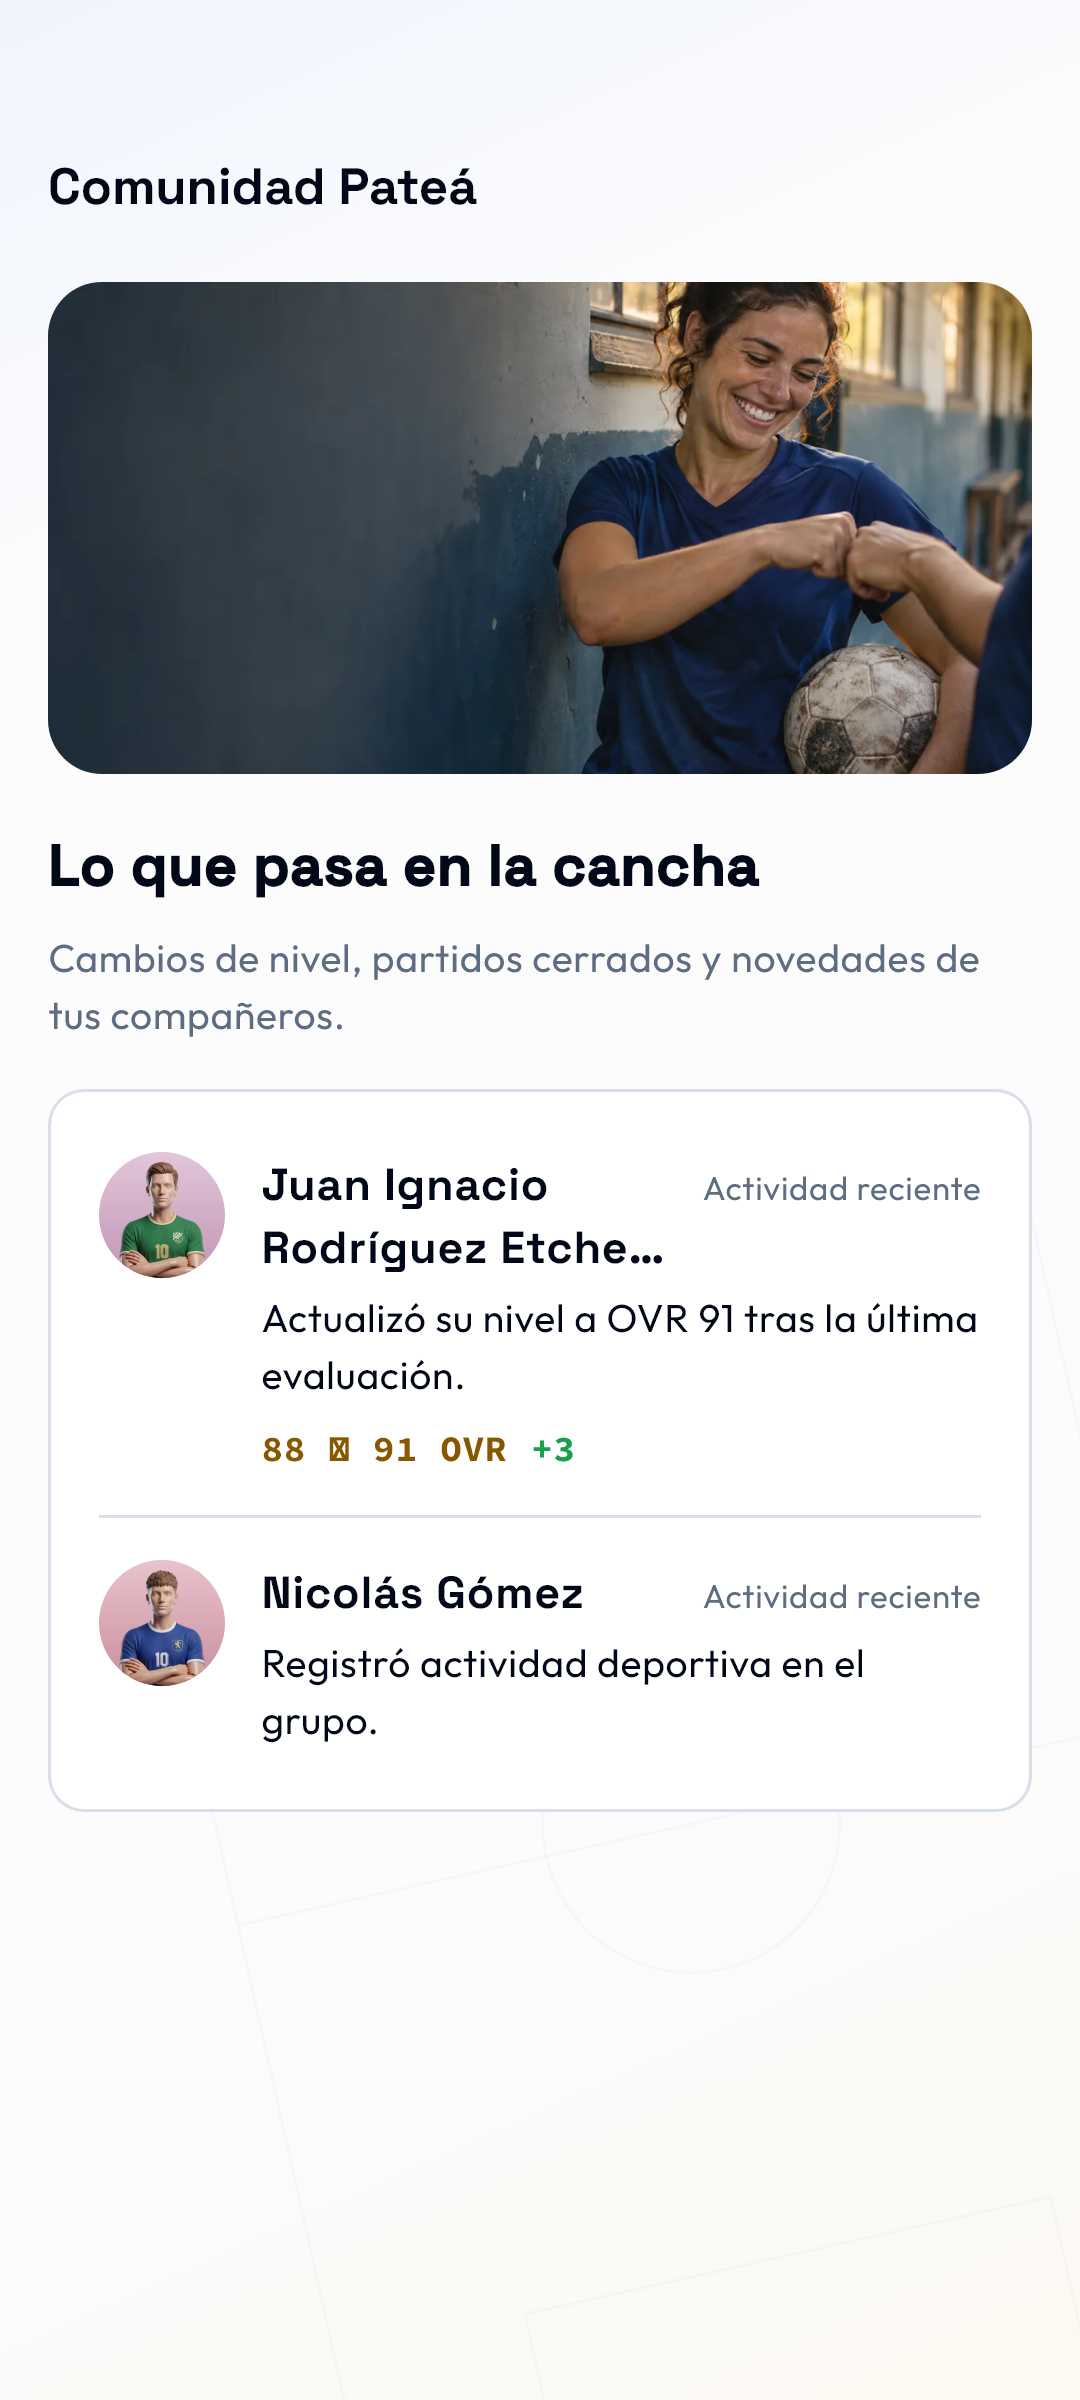 Comunidad Pateá
Lo que pasa en la cancha
Cambios de nivel, partidos cerrados y novedades de
tus compañeros.
Juan Ignacio
Rodríguez Etche...
Actividad reciente
Actualizó su nivel a OVR 91 tras la última
evaluación.
88 91 OVR +3
Nicolás Gómez
Actividad reciente
Registró actividad deportiva en el
grupo.